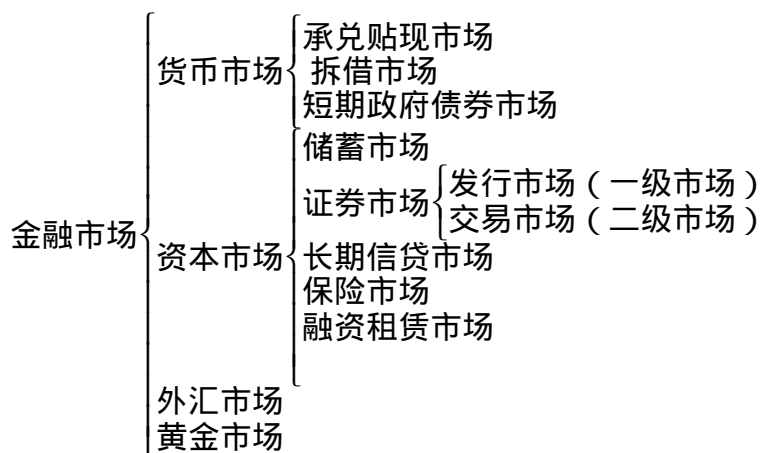 承兑贴现市场
货币市场 拆借市场
短期政府债券市场
储蓄市场
证券市场 发行市场（一级市场）
交易市场（二级市场）
金融市场
资本市场 长期信贷市场
保险市场
融资租赁市场
外汇市场
黄金市场